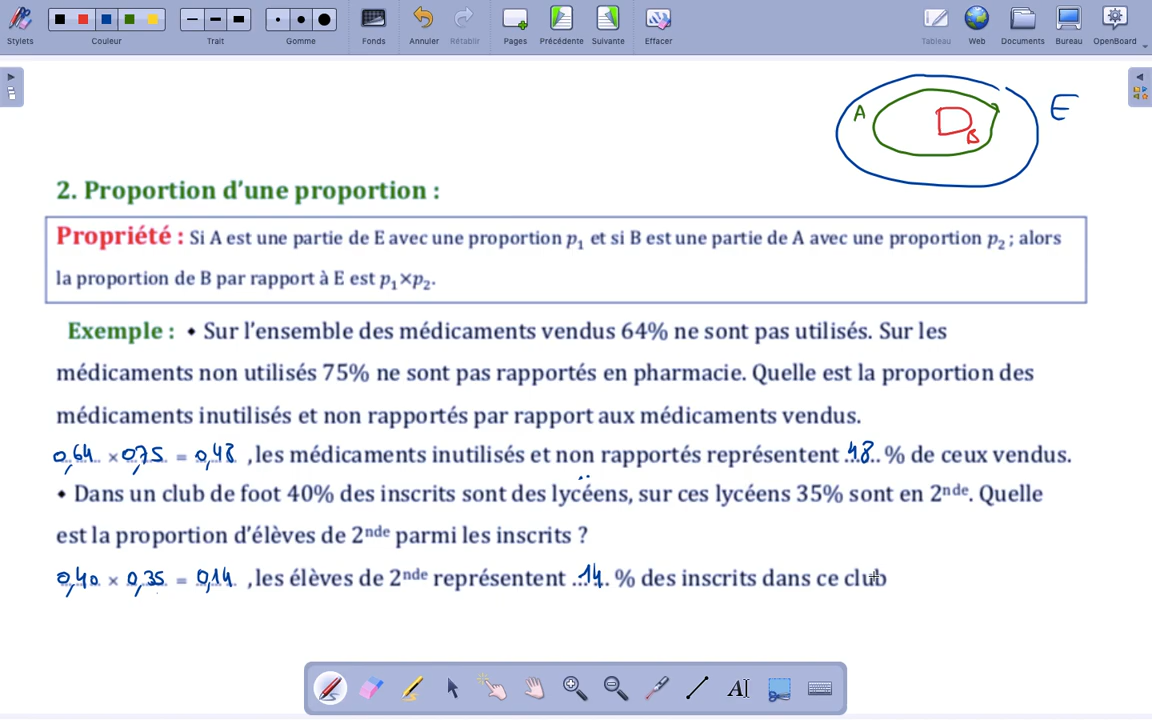 Stylets Couleur Trait Gomme Fonds Annuler Rétablir Pages Précédente Suivante Effacer Tableau Web Documents Bureau OpenBoard
A B E
2. Proportion d'une proportion :
Propriété : Si A est une partie de E avec une proportion p₁ et si B est une partie de A avec une proportion p₂ ; alors
la proportion de B par rapport à E est p₁×p₂.
Exemple : • Sur l'ensemble des médicaments vendus 64% ne sont pas utilisés. Sur les
médicaments non utilisés 75% ne sont pas rapportés en pharmacie. Quelle est la proportion des
médicaments inutilisés et non rapportés par rapport aux médicaments vendus.
0,64 × 0,75 = 0,48 ,les médicaments inutilisés et non rapportés représentent 48 % de ceux vendus.
• Dans un club de foot 40% des inscrits sont des lycéens, sur ces lycéens 35% sont en 2ⁿᵈᵉ. Quelle
est la proportion d'élèves de 2ⁿᵈᵉ parmi les inscrits ?
0,40 × 0,35 = 0,14 ,les élèves de 2ⁿᵈᵉ représentent ...14.. % des inscrits dans ce club
AI